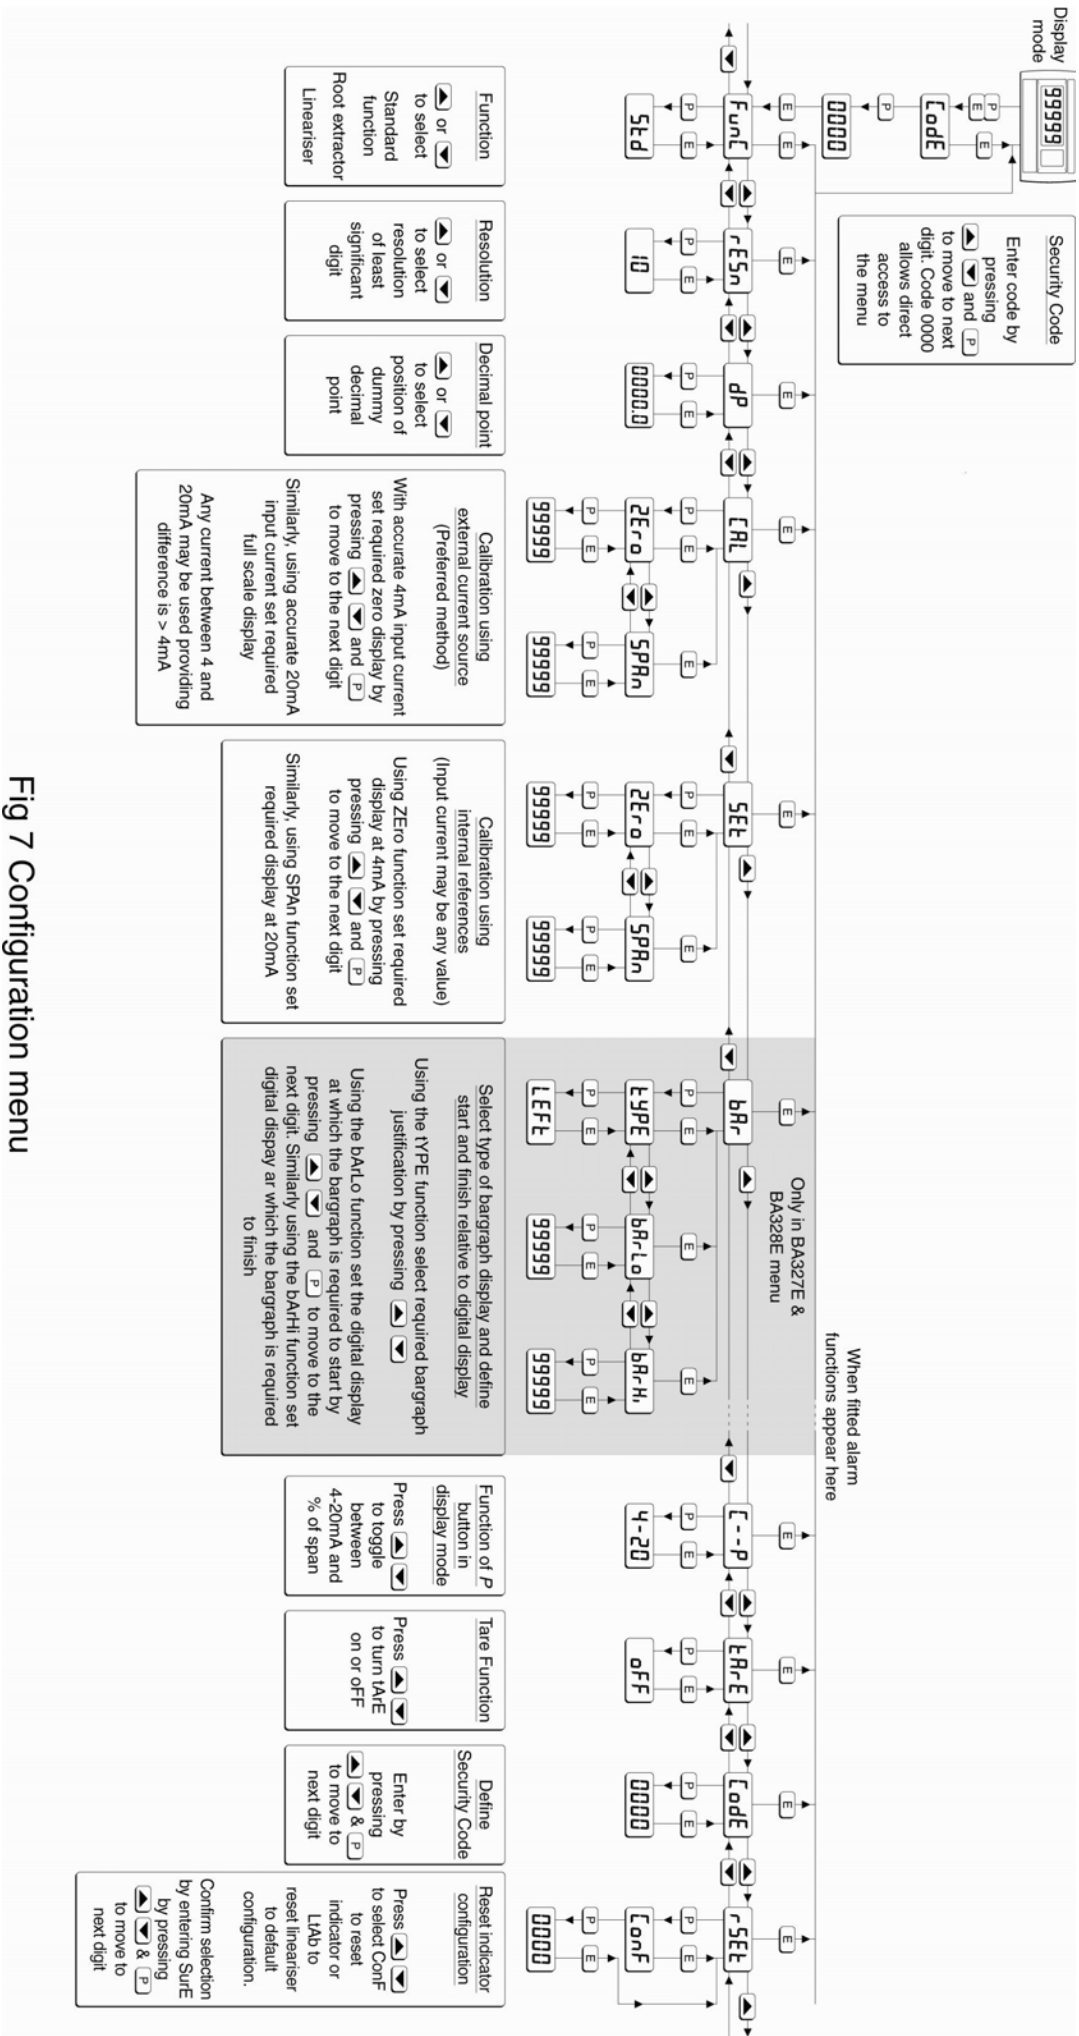 Display
mode
99999
P
E
E
CodE
P
0000
E
E
Security Code
Enter code by
pressing
and P
to move to next
digit. Code 0000
allows direct
access to
the menu
FunC
P
E
Std
E
rESn
P
E
10
E
dP
P
E
0000.0
E
CAL
P
E
ZEro
P
E
99999
E
SPAn
P
E
99999
E
SEt
P
E
ZEro
P
E
99999
E
SPAn
P
E
99999
E
bAr
P
E
tYPE
P
E
LEFt
E
bArLo
P
E
99999
E
bArHi
P
E
99999
Only in BA327E &
BA328E menu
When fitted alarm
functions appear here
E
C--P
P
E
4-20
E
tArE
P
E
oFF
E
CodE
P
E
0000
E
rSEt
P
E
ConF
P
E
0000
Function
or
to select
Standard
function
Root extractor
Lineariser
Resolution
or
to select
resolution
of least
significant
digit
Decimal point
or
to select
position of
dummy
decimal
point
Calibration using
external current source
(Preferred method)
With accurate 4mA input current
set required zero display by
pressing and P
to move to the next digit
Similarly, using accurate 20mA
input current set required
full scale display
Any current between 4 and
20mA may be used providing
difference is > 4mA
Calibration using
internal references
(Input current may be any value)
Using ZEro function set required
display at 4mA by pressing
pressing and P
to move to the next digit
Similarly, using SPAn function set
required display at 20mA
Select type of bargraph display and define
start and finish relative to digital display
Using the tYPE function select required bargraph
justification by pressing
Using the bArLo function set the digital display
at which the bargraph is required to start by
pressing and P to move to the
next digit. Similarly using the bArHi function set
digital dispay ar which the bargraph is required
to finish
Function of P
button in
display mode
Press
to toggle
between
4-20mA and
% of span
Tare Function
Press
to turn tArE
on or oFF
Define
Security Code
Enter by
pressing
& P
to move to
next digit
Reset indicator
configuration
Press
to select ConF
to reset
indicator or
LtAb to
reset lineariser
to default
configuration.
Confirm selection
by entering SurE
by pressing
& P
to move to
next digit
Fig 7 Configuration menu